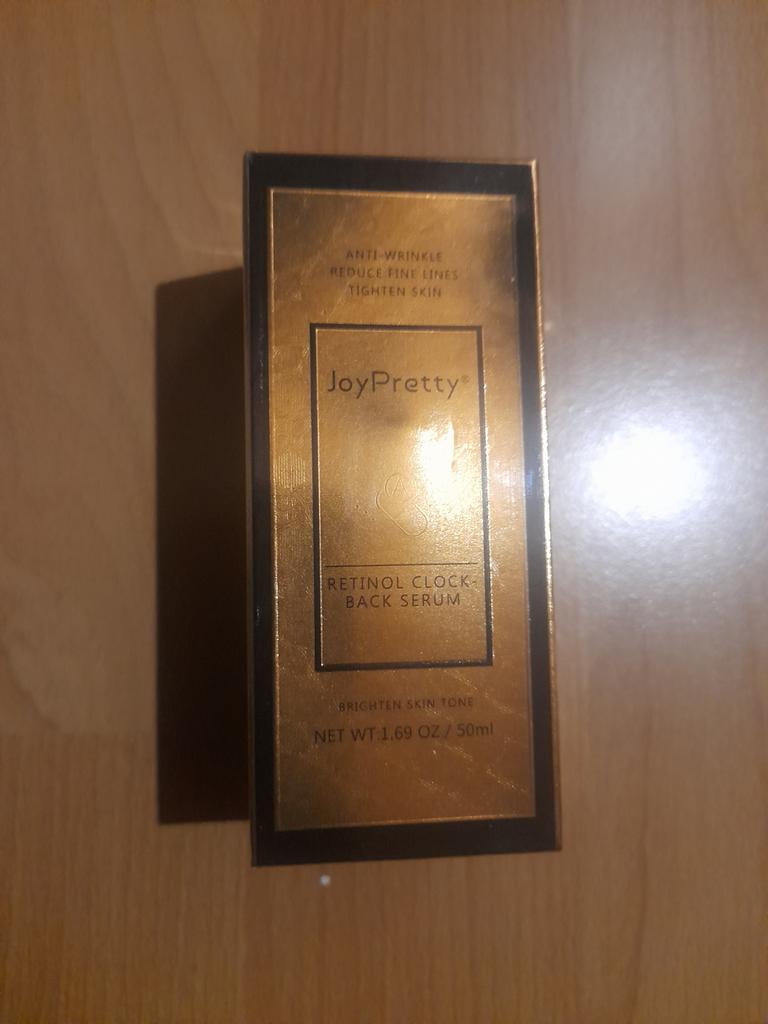 ANTI-WRINKLE
REDUCE FINE LINES
TIGHTEN SKIN
JoyPretty®
A
RETINOL CLOCK-
BACK SERUM
BRIGHTEN SKIN TONE
NET WT:1.69 OZ / 50ml